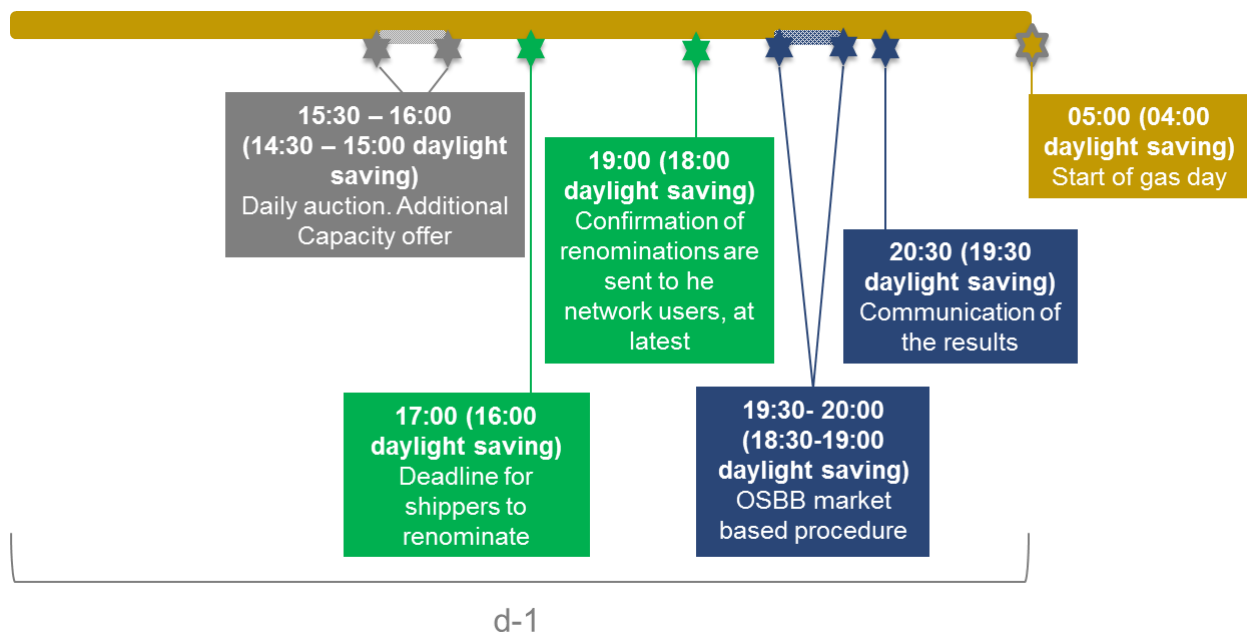 15:30 – 16:00
(14:30 – 15:00 daylight
saving)
Daily auction. Additional
Capacity offer
17:00 (16:00
daylight saving)
Deadline for
shippers to
renominate
19:00 (18:00
daylight saving)
Confirmation of
renominations are
sent to he
network users, at
latest
19:30- 20:00
(18:30-19:00
daylight saving)
OSBB market
based procedure
20:30 (19:30
daylight saving)
Communication of
the results
05:00 (04:00
daylight saving)
Start of gas day
d-1